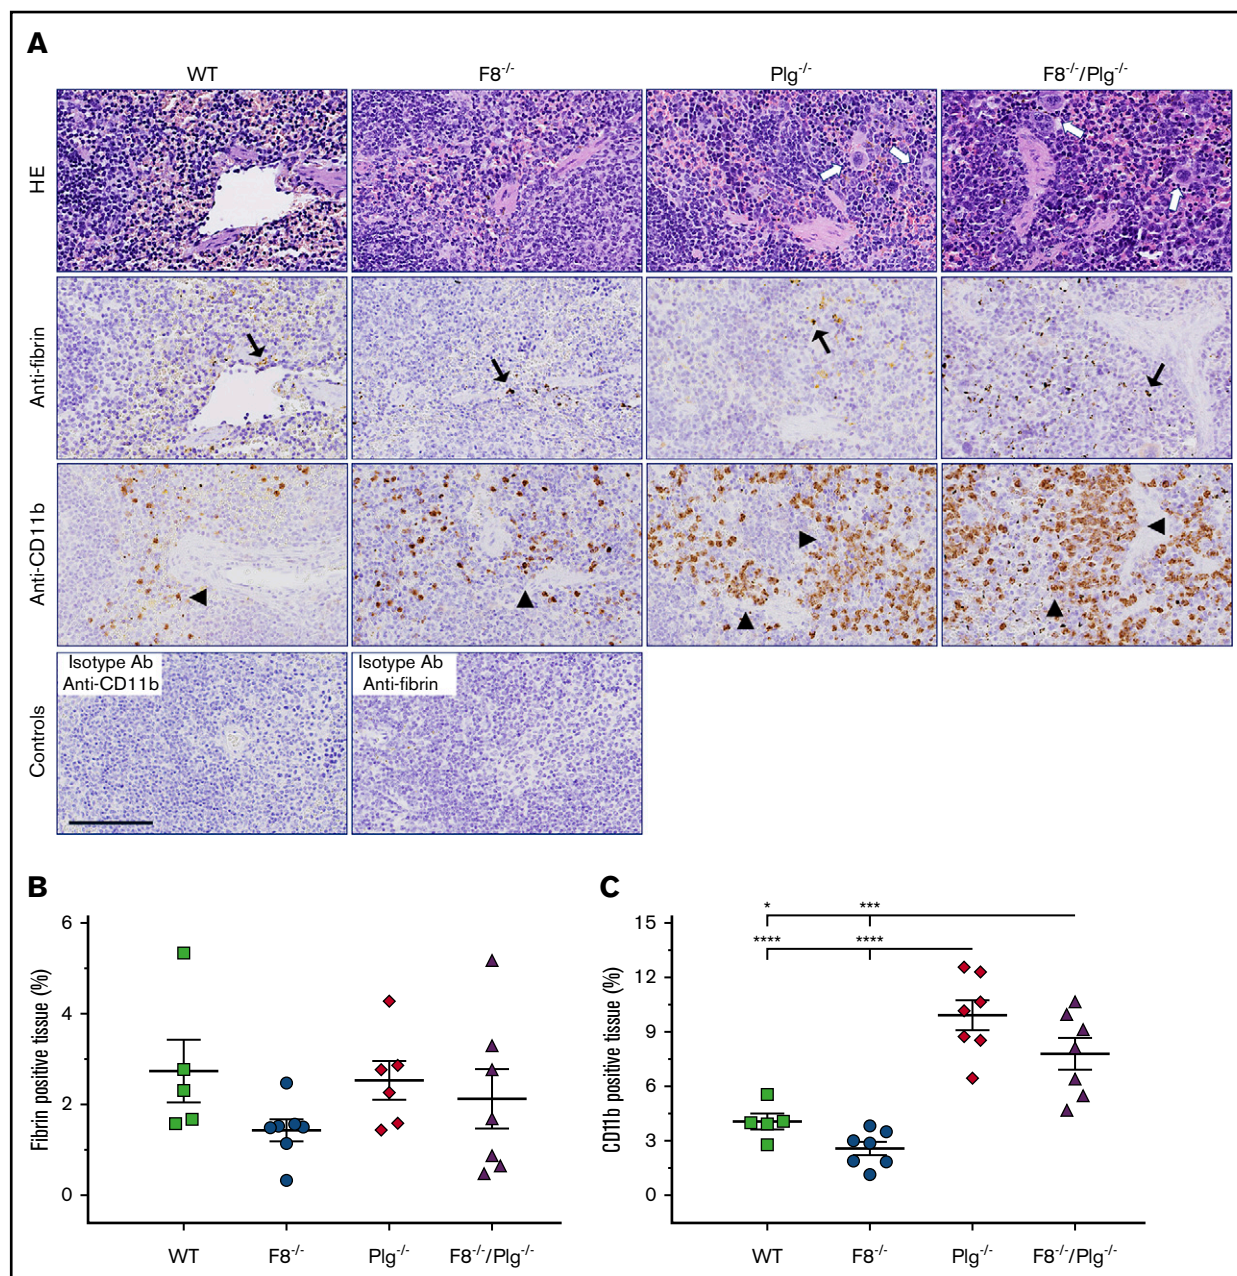 A
WT F8-/- Plg-/- F8-/-/Plg-/-
HE
Anti-fibrin
Anti-CD11b
Controls
Isotype Ab
Anti-CD11b
Isotype Ab
Anti-fibrin
B
Fibrin positive tissue (%)
6
4
2
0
WT F8-/- Plg-/- F8-/-/Plg-/-
C
CD11b positive tissue (%)
* ***
**** ****
15
12
9
6
3
0
WT F8-/- Plg-/- F8-/-/Plg-/-